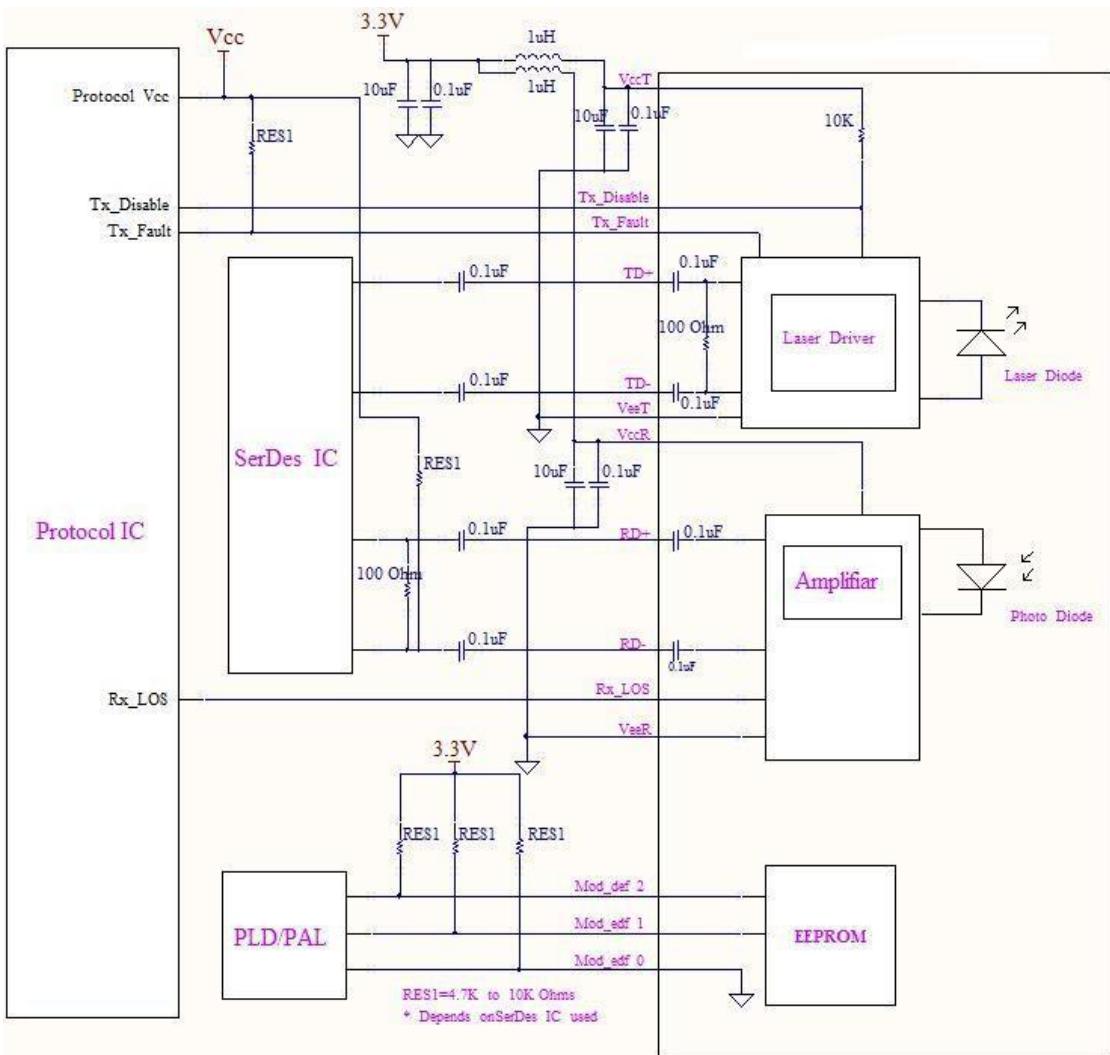 3.3V
1uH
Vcc
1uH
VccT
Protocol Vcc
10uF
0.1uF
10uF
0.1uF
10K
RES1
Tx_Disable
Tx_Disable
Tx_Fault
Tx_Fault
0.1uF
TD+
0.1uF
100 Ohm
Laser Driver
Laser Diode
0.1uF
TD-
0.1uF
VeeT
VccR
SerDes IC
RES1
10uF
0.1uF
Protocol IC
0.1uF
RD+
0.1uF
100 Ohm
Amplifiar
Photo Diode
0.1uF
RD-
0.1uF
Rx_LOS
Rx_LOS
VeeR
3.3V
RES1
RES1
RES1
Mod_def 2
PLD/PAL
Mod_edf 1
EEPROM
Mod_edf 0
RES1=4.7K to 10K Ohms
* Depends onSerDes IC used